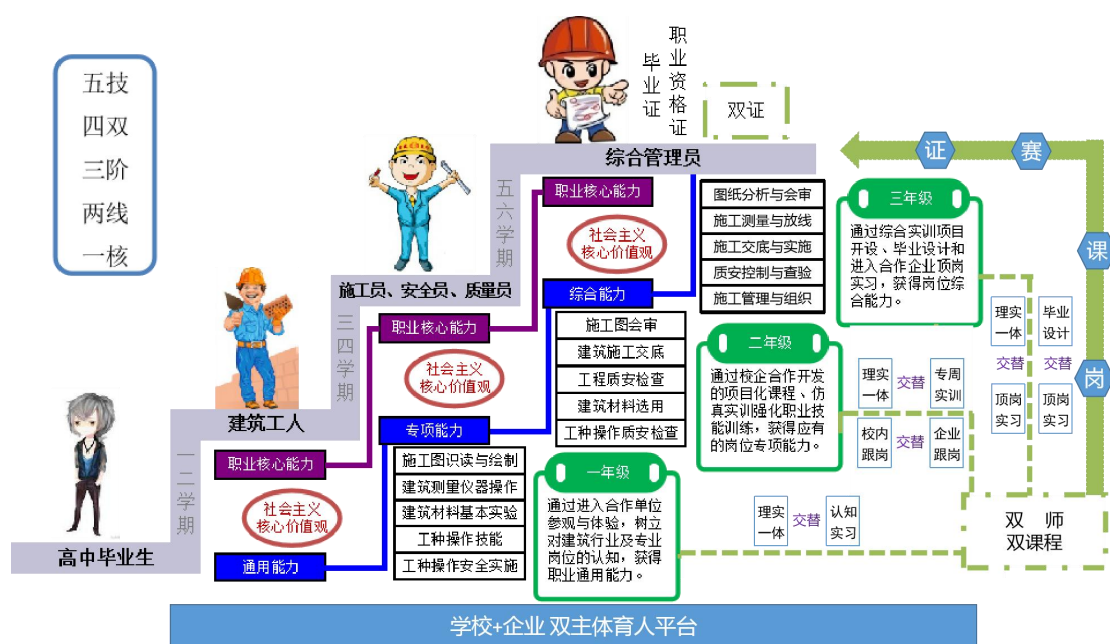 五技
四双
三阶
两线
一核
毕业证
职业资格证
双证
综合管理员
证
赛
课
岗
五六学期
职业核心能力
社会主义
核心价值观
综合能力
图纸分析与会审
施工测量与放线
施工交底与实施
质安控制与查验
施工管理与组织
三年级
通过综合实训项目
开设、毕业设计和
进入合作企业顶岗
实习，获得岗位综
合能力。
理实
一体
交替
顶岗
实习
毕业
设计
交替
顶岗
实习
施工员、安全员、质量员
三四学期
职业核心能力
社会主义
核心价值观
专项能力
施工图会审
建筑施工交底
工程质安检查
建筑材料选用
工种操作质安检查
二年级
通过校企合作开发
的项目化课程、仿
真实训强化职业技
能训练，获得应有
的岗位专项能力。
理实
一体
交替
专周
实训
校内
跟岗
交替
企业
跟岗
建筑工人
一二学期
职业核心能力
社会主义
核心价值观
通用能力
施工图识读与绘制
建筑测量仪器操作
建筑材料基本实验
工种操作技能
工种操作安全实施
一年级
通过进入合作单位
参观与体验，树立
对建筑行业及专业
岗位的认知，获得
职业通用能力。
理实
一体
交替
认知
实习
双 师
双课程
高中毕业生
学校+企业 双主体育人平台